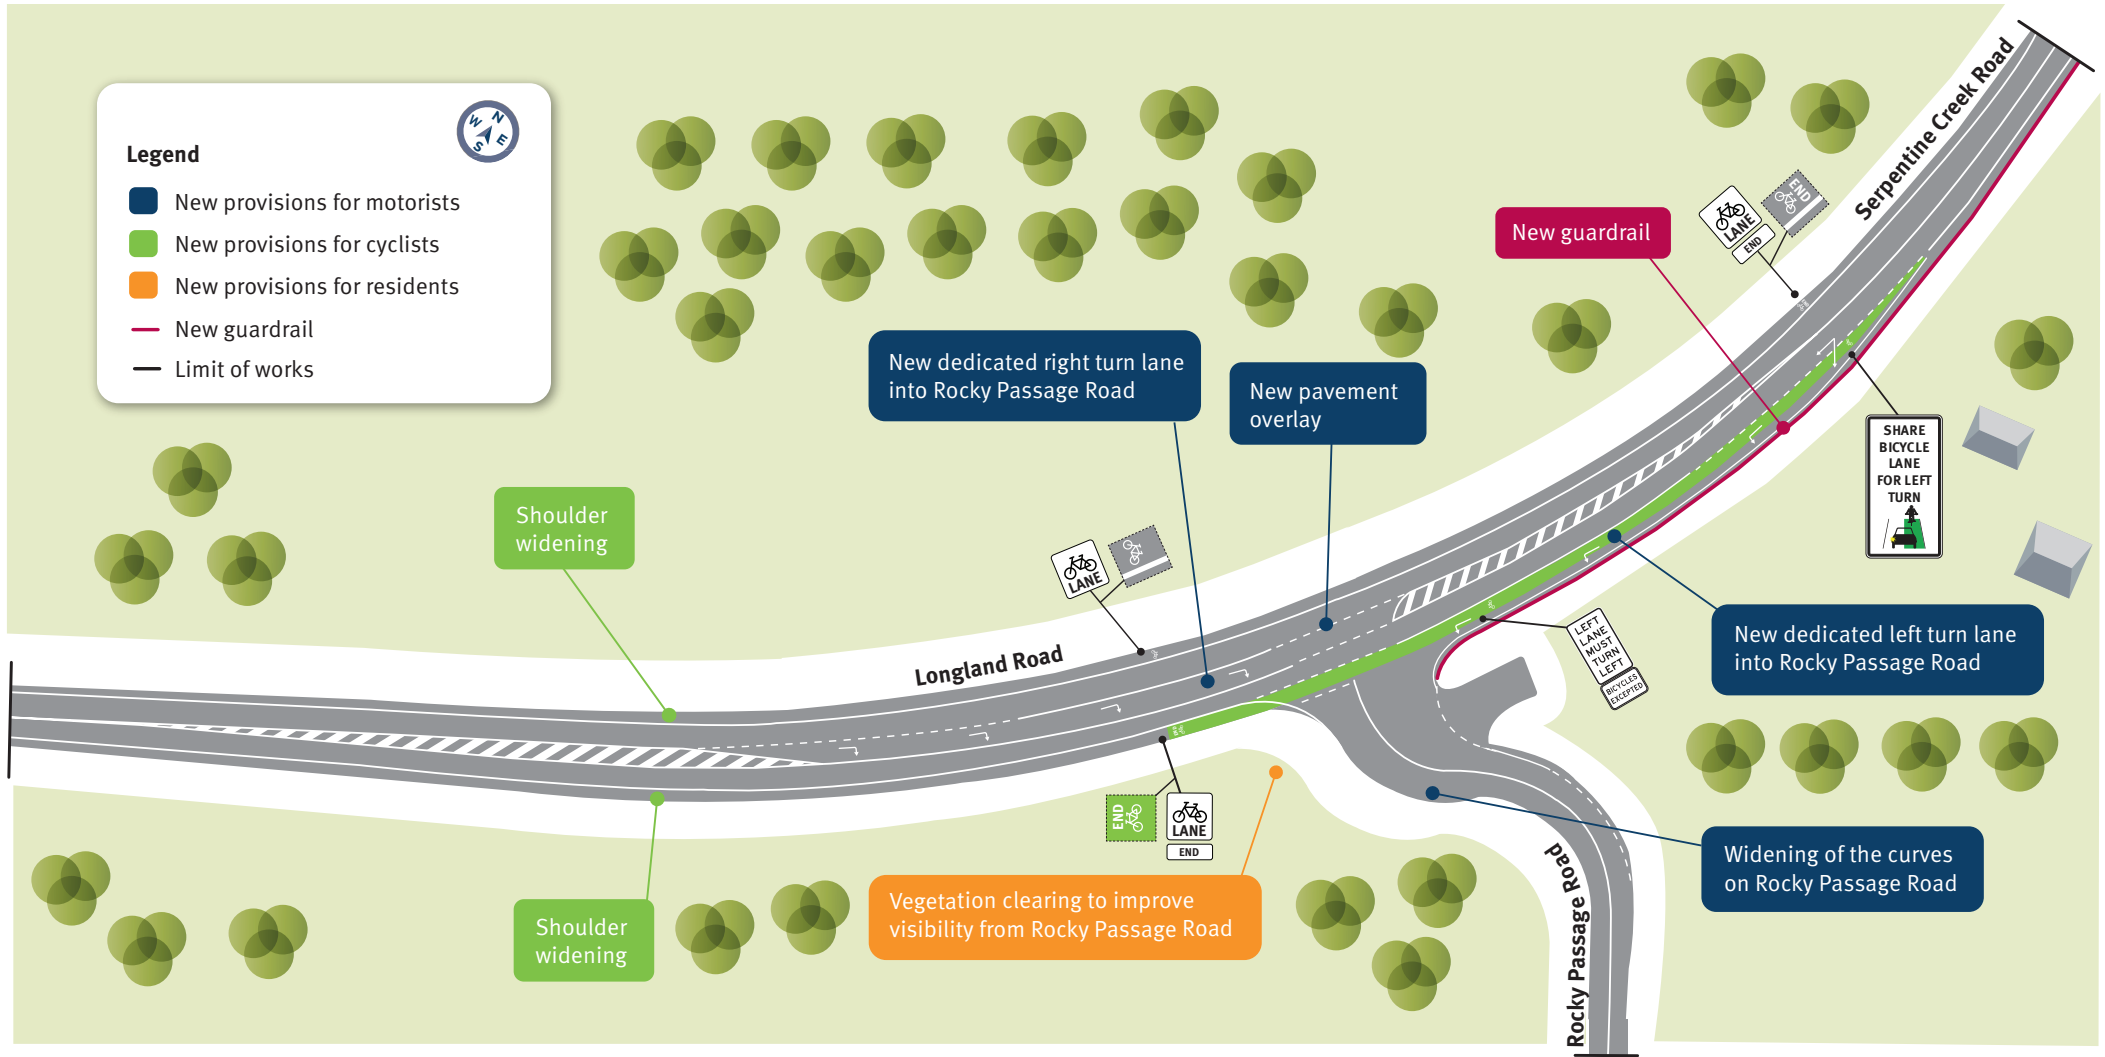 Legend
N
W
E
S
New provisions for motorists
New provisions for cyclists
New provisions for residents
New guardrail
Limit of works
Serpentine Creek Road
END
LANE
END
New guardrail
New dedicated right turn lane
into Rocky Passage Road
New pavement
overlay
SHARE
BICYCLE
LANE
FOR LEFT
TURN
Shoulder
widening
LANE
Longland Road
LEFT
LANE
MUST
TURN
LEFT
BICYCLES
EXCEPTED
New dedicated left turn lane
into Rocky Passage Road
END
LANE
END
Widening of the curves
on Rocky Passage Road
Vegetation clearing to improve
visibility from Rocky Passage Road
Shoulder
widening
Rocky Passage Road